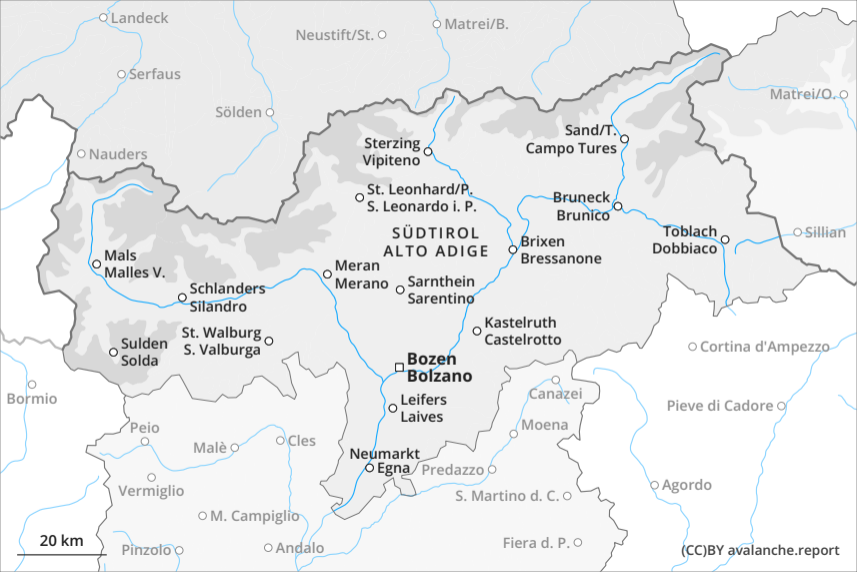 Landeck
Matrei/B.
Neustift/St.
Serfaus
Matrei/O.
Sölden
Sand/T.
Campo Tures
Sterzing
Vipiteno
Nauders
St. Leonhard/P.
S. Leonardo i. P.
Bruneck
Brunico
SÜDTIROL
ALTO ADIGE
Toblach
Dobbiaco
Sillian
Brixen
Bressanone
Mals
Malles V.
Meran
Merano
Sarnthein
Sarentino
Schlanders
Silandro
Kastelruth
Castelrotto
St. Walburg
S. Valburga
Sulden
Solda
Cortina d'Ampezzo
Bozen
Bolzano
Bormio
Canazei
Leifers
Laives
Pieve di Cadore
Peio
Moena
Malè
Cles
Neumarkt
Egna
Predazzo
Vermiglio
Agordo
S. Martino d. C.
M. Campiglio
20 km
Pinzolo
Andalo
Fiera d. P.
(CC)BY avalanche.report